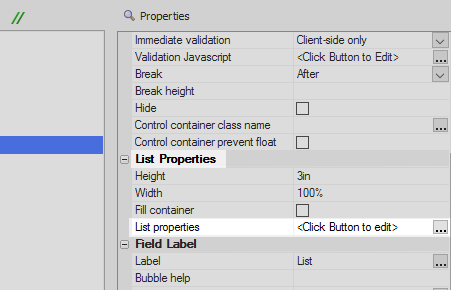 //
Properties
Immediate validation Client-side only
Validation Javascript <Click Button to Edit> ...
Break After
Break height
Hide
Control container class name ...
Control container prevent float
List Properties
Height 3in
Width 100%
Fill container
List properties <Click Button to edit> ...
Field Label
Label List ...
Bubble help